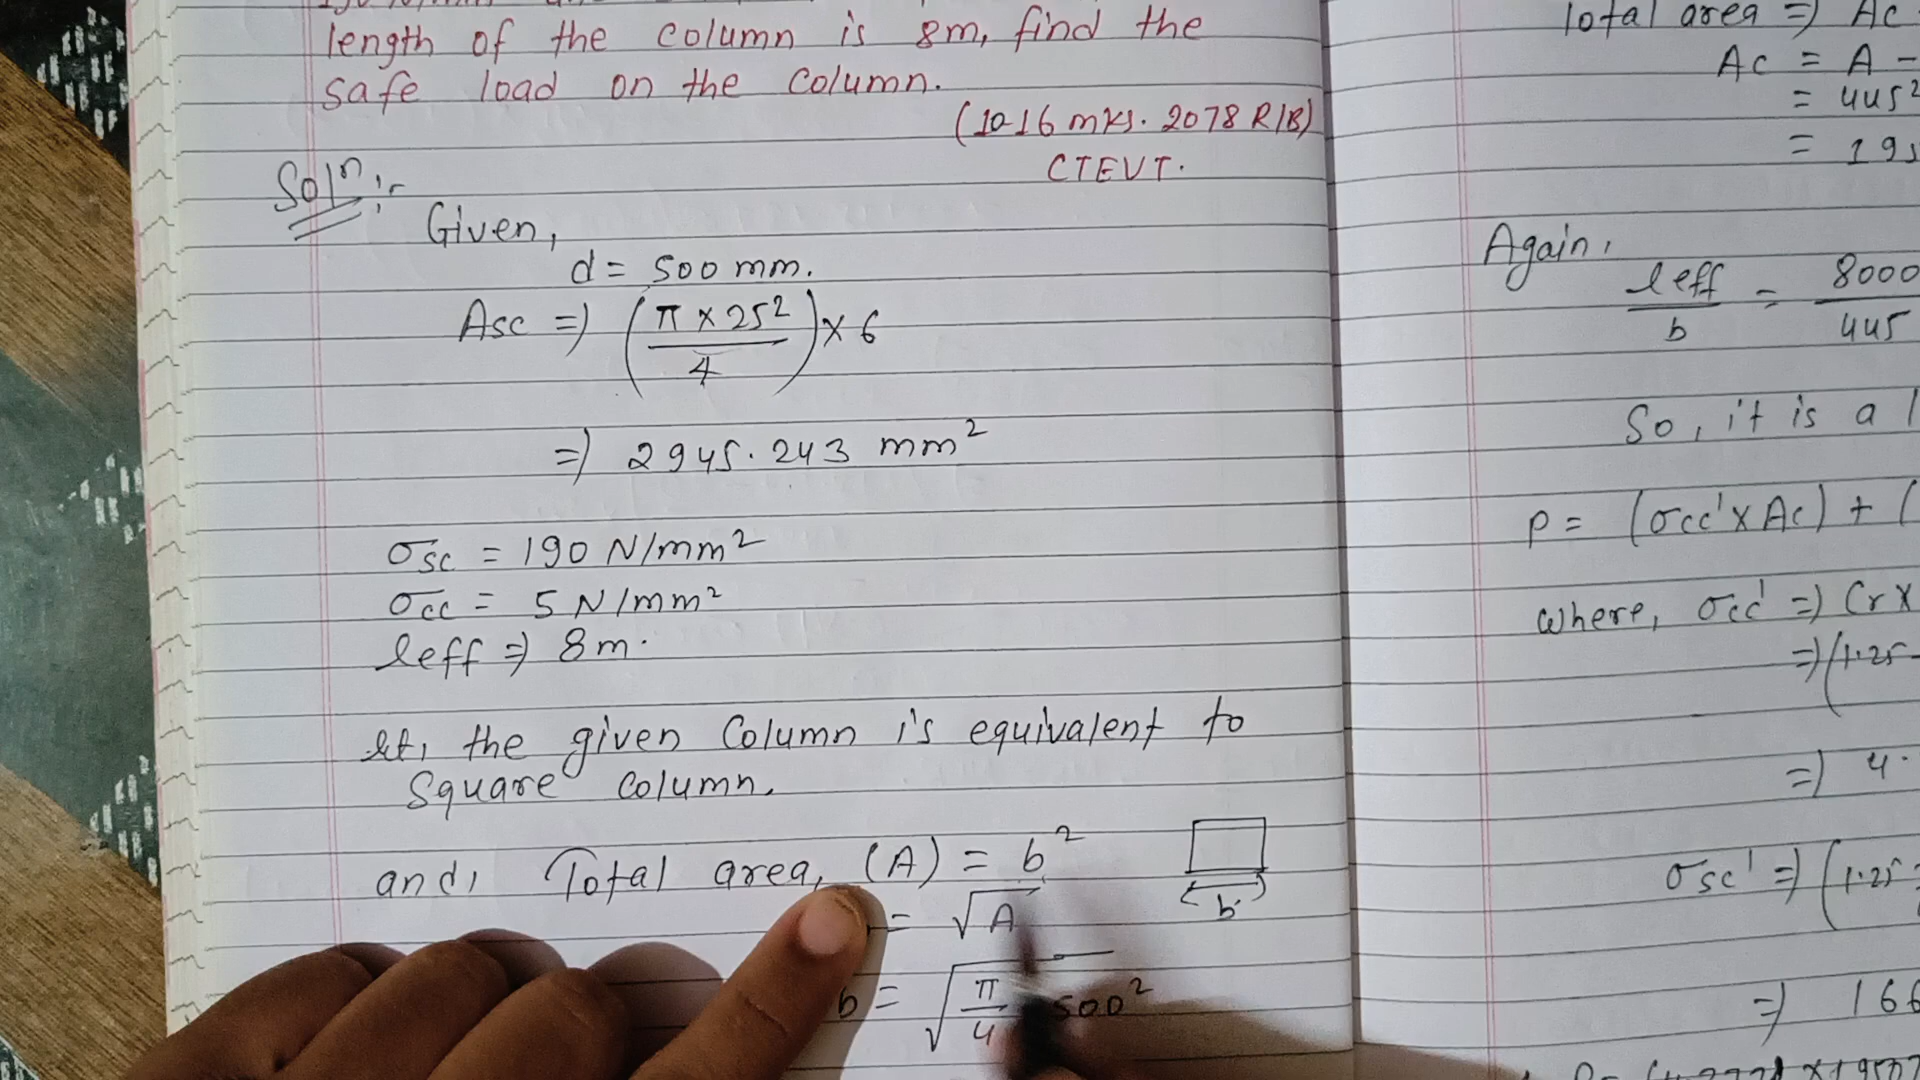 length of the column is 8m, find the
safe load on the column.
(10-16 mks. 2078 R/B)
CTEVT.
Solⁿ:-
Given,
d = 500 mm.
Asc => (π × 25² / 4) × 6
=> 2945.243 mm²
σsc = 190 N/mm²
σcc = 5 N/mm²
leff => 8m.
let, the given Column is equivalent to
Square column.
and, Total area, (A) = b²
= √A
b
b = √ π/4 500²
Total area => Ac
Ac = A -
= 445²
= 19
Again,
leff / b = 8000 / 445
So, it is a
P = (σcc' × Ac) + (
where, σcc' => Cr ×
=> (1.25 -
=> 4.
σsc' => (1.25
=> 166